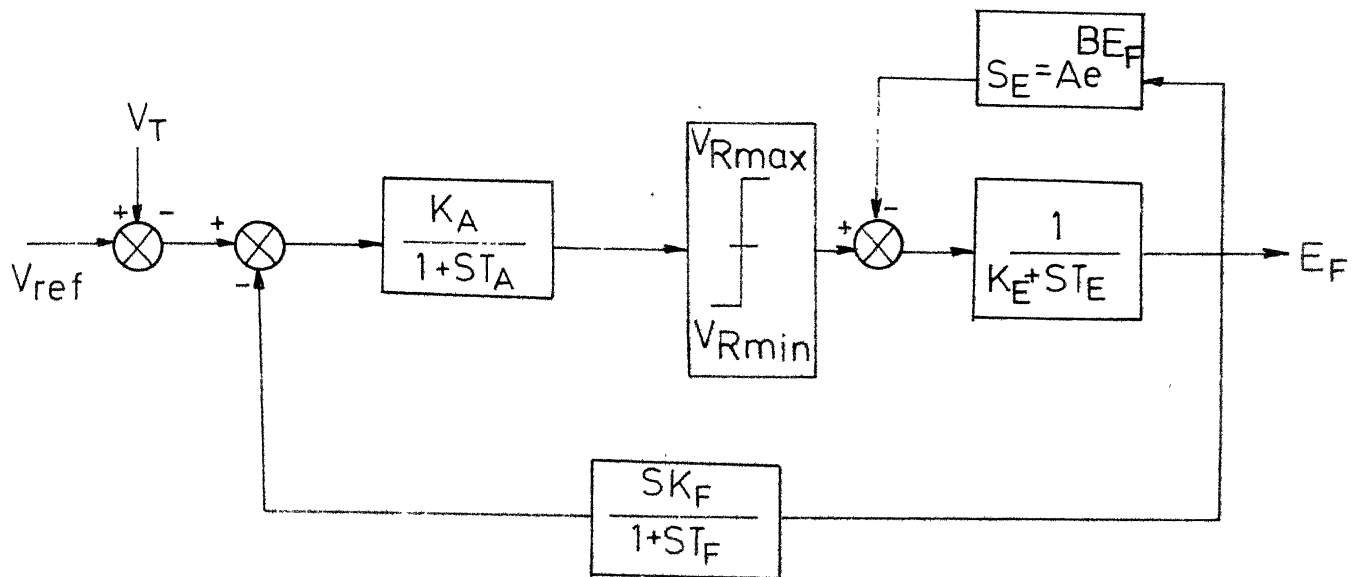 BE_F
S_E=Ae
V_T
V_Rmax
K_A
1+ST_A
+ -
+
+
-
1
K_E+ST_E
E_F
V_ref
-
V_Rmin
SK_F
1+ST_F